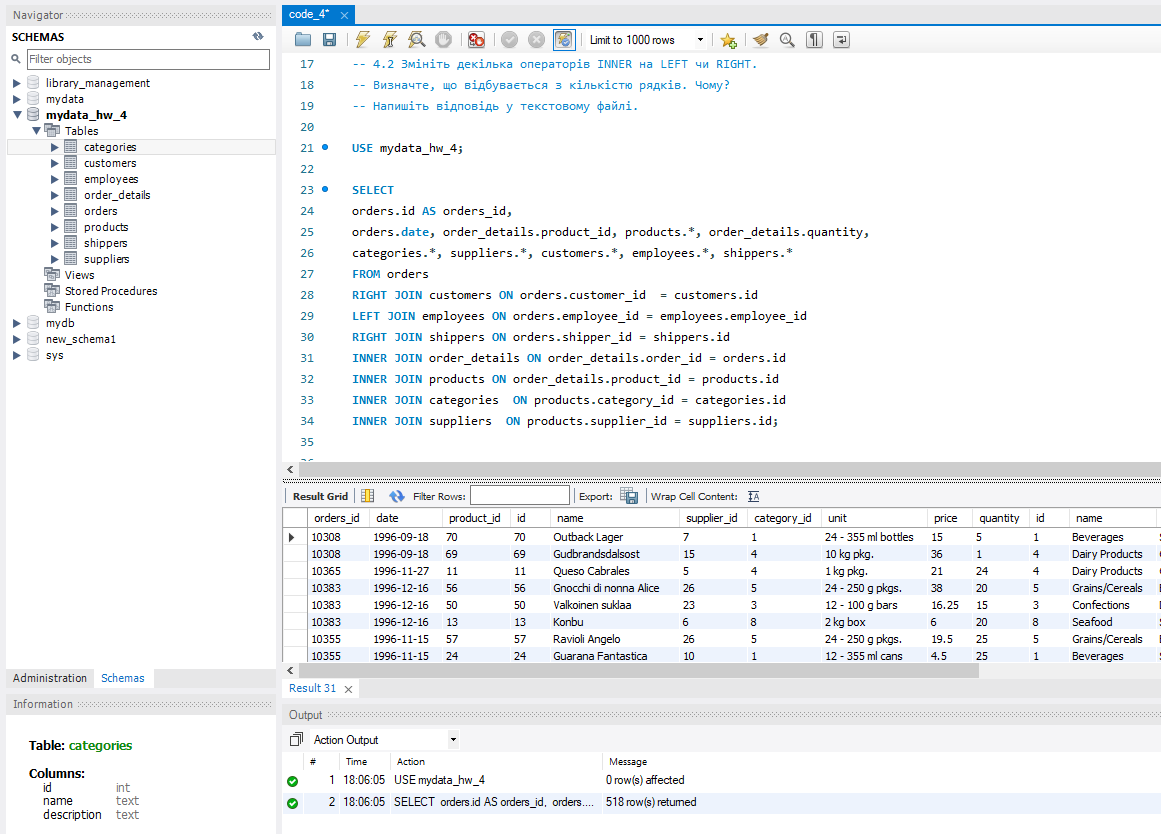 Navigator
SCHEMAS
Filter objects
library_management
mydata
mydata_hw_4
Tables
categories
customers
employees
order_details
orders
products
shippers
suppliers
Views
Stored Procedures
Functions
mydb
new_schema1
sys
Administration Schemas
Information
Table: categories
Columns:
id int
name text
description text
code_4*
Limit to 1000 rows
17 -- 4.2 Змініть декілька операторів INNER на LEFT чи RIGHT.
18 -- Визначте, що відбувається з кількістю рядків. Чому?
19 -- Напишіть відповідь у текстовому файлі.
20
21 USE mydata_hw_4;
22
23 SELECT
24 orders.id AS orders_id,
25 orders.date, order_details.product_id, products.*, order_details.quantity,
26 categories.*, suppliers.*, customers.*, employees.*, shippers.*
27 FROM orders
28 RIGHT JOIN customers ON orders.customer_id  = customers.id
29 LEFT JOIN employees ON orders.employee_id = employees.employee_id
30 RIGHT JOIN shippers ON orders.shipper_id = shippers.id
31 INNER JOIN order_details ON order_details.order_id = orders.id
32 INNER JOIN products ON order_details.product_id = products.id
33 INNER JOIN categories  ON products.category_id = categories.id
34 INNER JOIN suppliers  ON products.supplier_id = suppliers.id;
35
Result Grid Filter Rows: Export: Wrap Cell Content:
orders_id date product_id id name supplier_id category_id unit price quantity id name
10308 1996-09-18 70 70 Outback Lager 7 1 24 - 355 ml bottles 15 5 1 Beverages
10308 1996-09-18 69 69 Gudbrandsdalsost 15 4 10 kg pkg. 36 1 4 Dairy Products
10365 1996-11-27 11 11 Queso Cabrales 5 4 1 kg pkg. 21 24 4 Dairy Products
10383 1996-12-16 56 56 Gnocchi di nonna Alice 26 5 24 - 250 g pkgs. 38 20 5 Grains/Cereals
10383 1996-12-16 50 50 Valkoinen suklaa 23 3 12 - 100 g bars 16.25 15 3 Confections
10383 1996-12-16 13 13 Konbu 6 8 2 kg box 6 20 8 Seafood
10355 1996-11-15 57 57 Ravioli Angelo 26 5 24 - 250 g pkgs. 19.5 25 5 Grains/Cereals
10355 1996-11-15 24 24 Guarana Fantastica 10 1 12 - 355 ml cans 4.5 25 1 Beverages
Result 31
Output
Action Output
# Time Action Message
1 18:06:05 USE mydata_hw_4 0 row(s) affected
2 18:06:05 SELECT orders.id AS orders_id, orders.... 518 row(s) returned